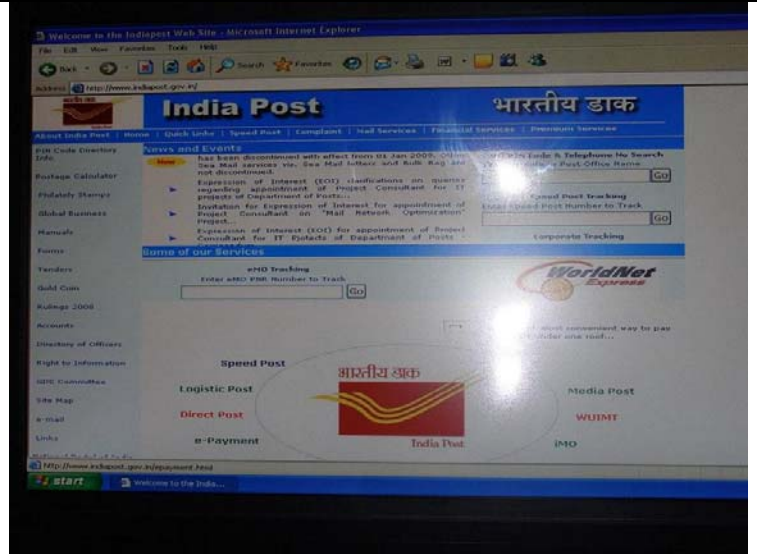 Welcome to the Indiapost Web Site - Microsoft Internet Explorer
File Edit View Favorites Tools Help
Back Search Favorites
Address http://www.indiapost.gov.in/
India Post भारतीय डाक
About India Post | Home | Quick Links | Speed Post | Complaint | Mail Services | Financial Services | Premium Services
PIN Code Directory
Info
Postage Calculator
Philately Stamps
Global Business
Manuals
Forms
Tenders
Gold Coin
Rulings 2008
Accounts
Directory of Officers
Right to Information
Committee
Site Map
e-mail
Links
News and Events
New
has been discontinued with effect from 01 Jan 2009. Other
Sea Mail services viz. Sea Mail letters and Bulk Bag are
not discontinued.
Expression of Interest (EOI) clarifications on queries
regarding appointment of Project Consultant for IT
projects of Department of Posts...
Invitation for Expression of Interest for appointment of
Project Consultant on "Mail Network Optimization"
Project...
Expression of Interest (EOI) for appointment of Project
Consultant for IT Projects of Department of Posts -
Code & Telephone No Search
Post Office Name
Go
Speed Post Tracking
Enter Speed Post Number to Track
Go
Corporate Tracking
Some of our Services
eMO Tracking
Enter eMO PNR Number to Track
Go
WorldNet
Express
most convenient way to pay
under one roof...
Speed Post
Logistic Post
Direct Post
e-Payment
भारतीय डाक
India Post
Media Post
WUIMT
iMO
http://www.indiapost.gov.in/epayment.html
start
Welcome to the India...